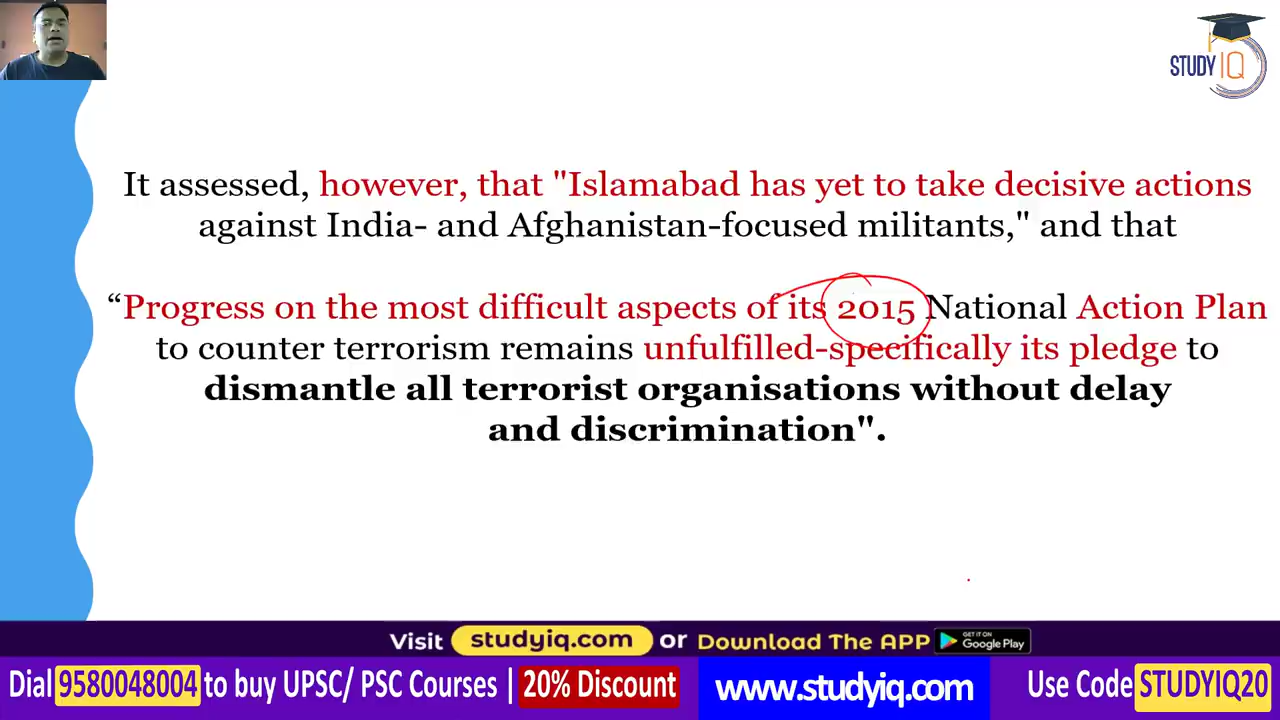 STUDY IQ
It assessed, however, that "Islamabad has yet to take decisive actions
against India- and Afghanistan-focused militants," and that
“Progress on the most difficult aspects of its 2015 National Action Plan
to counter terrorism remains unfulfilled-specifically its pledge to
dismantle all terrorist organisations without delay
and discrimination".
Visit studyiq.com or Download The APP GET IT ON Google Play
Dial 9580048004 to buy UPSC/ PSC Courses | 20% Discount www.studyiq.com Use Code STUDYIQ20